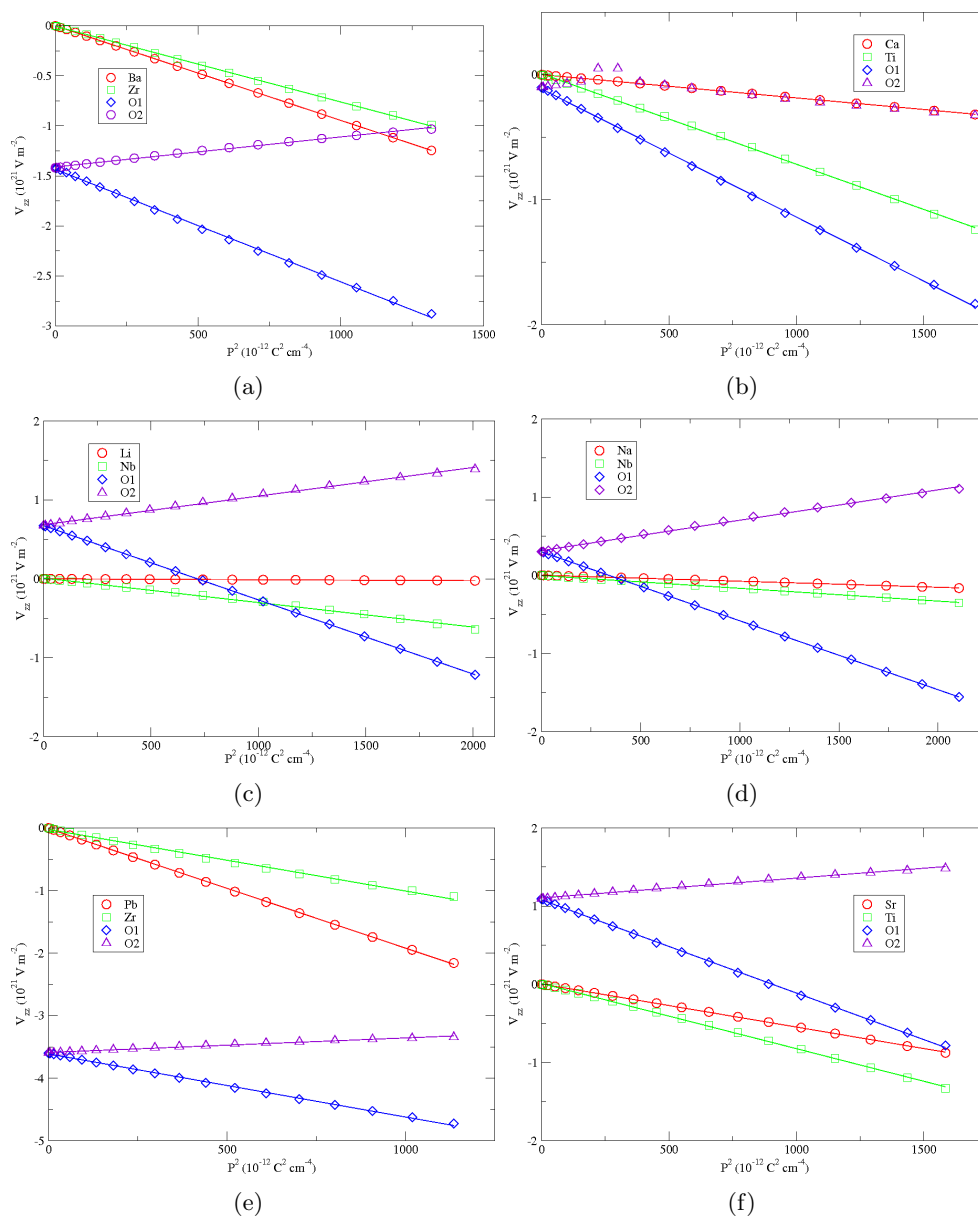 0
-0.5
-1
-1.5
-2
-2.5
-3
V_zz (10^21 V m^-2)
Ba
Zr
O1
O2
0 500 1000 1500
P^2 (10^-12 C^2 cm^-4)
(a)
0
-1
-2
V_zz (10^21 V m^-2)
Ca
Ti
O1
O2
0 500 1000 1500
P^2 (10^-12 C^2 cm^-4)
(b)
2
1
0
-1
-2
V_zz (10^21 V m^-2)
Li
Nb
O1
O2
0 500 1000 1500 2000
P^2 (10^-12 C^2 cm^-4)
(c)
2
1
0
-1
-2
V_zz (10^21 V m^-2)
Na
Nb
O1
O2
0 500 1000 1500 2000
P^2 (10^-12 C^2 cm^-4)
(d)
0
-1
-2
-3
-4
-5
V_zz (10^21 V m^-2)
Pb
Zr
O1
O2
0 500 1000
P^2 (10^-12 C^2 cm^-4)
(e)
2
1
0
-1
-2
V_zz (10^21 V m^-2)
Sr
Ti
O1
O2
0 500 1000 1500
P^2 (10^-12 C^2 cm^-4)
(f)